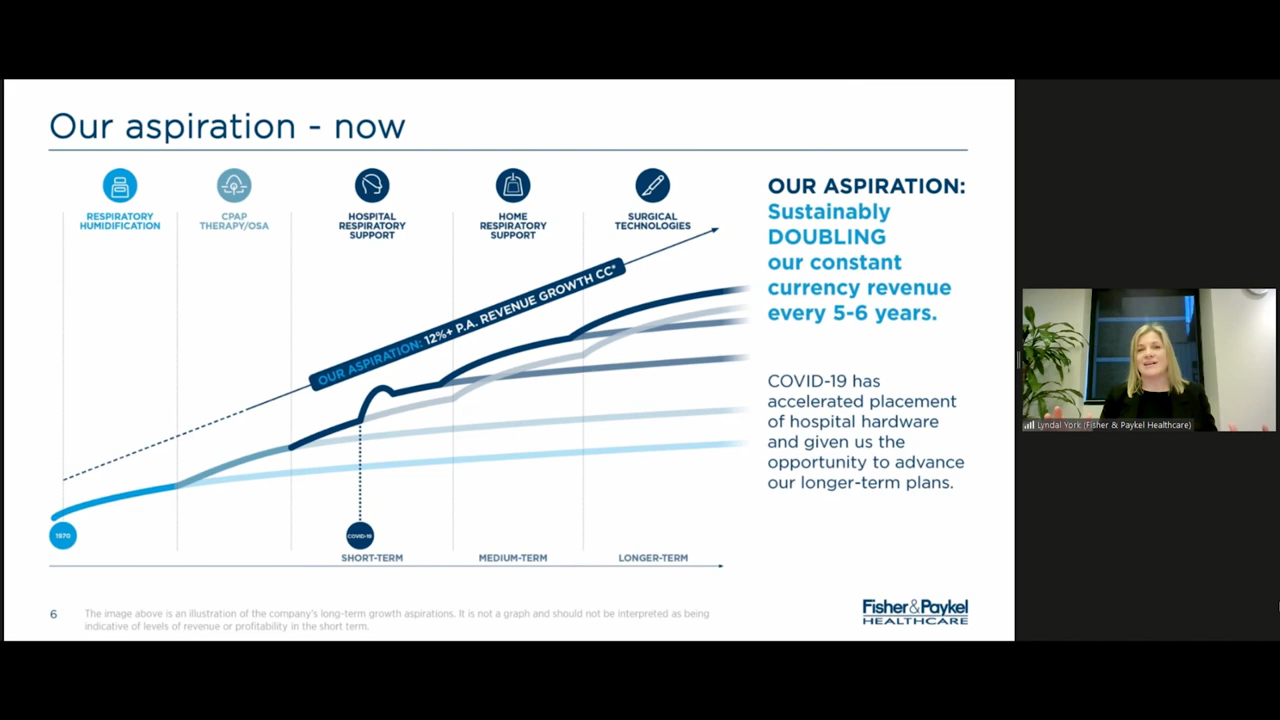 Our aspiration - now
RESPIRATORY
HUMIDIFICATION
CPAP
THERAPY/OSA
HOSPITAL
RESPIRATORY
SUPPORT
HOME
RESPIRATORY
SUPPORT
SURGICAL
TECHNOLOGIES
OUR ASPIRATION: 12%+ P.A. REVENUE GROWTH CC*
1970
COVID-19
SHORT-TERM
MEDIUM-TERM
LONGER-TERM
OUR ASPIRATION:
Sustainably
DOUBLING
our constant
currency revenue
every 5-6 years.
COVID-19 has
accelerated placement
of hospital hardware
and given us the
opportunity to advance
our longer-term plans.
6
The image above is an illustration of the company's long-term growth aspirations. It is not a graph and should not be interpreted as being
indicative of levels of revenue or profitability in the short term.
Fisher&Paykel
HEALTHCARE
Lyndal York (Fisher & Paykel Healthcare)